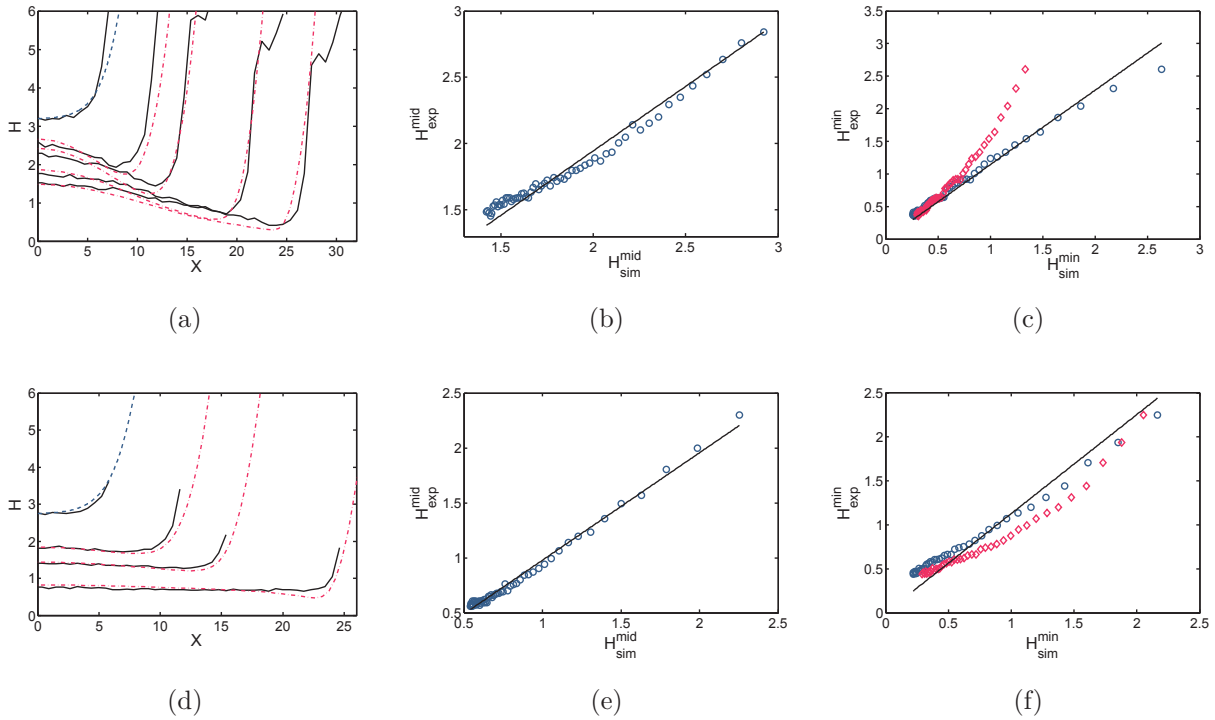 6
5
4
3
2
1
0
H
0 5 10 15 20 25 30
X
(a)
3
2.5
2
1.5
H^mid_exp
1.5 2 2.5 3
H^mid_sim
(b)
3.5
3
2.5
2
1.5
1
0.5
0
H^min_exp
0 0.5 1 1.5 2 2.5 3
H^min_sim
(c)
6
5
4
3
2
1
0
H
0 5 10 15 20 25
X
(d)
2.5
2
1.5
1
0.5
H^mid_exp
0.5 1 1.5 2 2.5
H^mid_sim
(e)
2.5
2
1.5
1
0.5
0
H^min_exp
0 0.5 1 1.5 2 2.5
H^min_sim
(f)